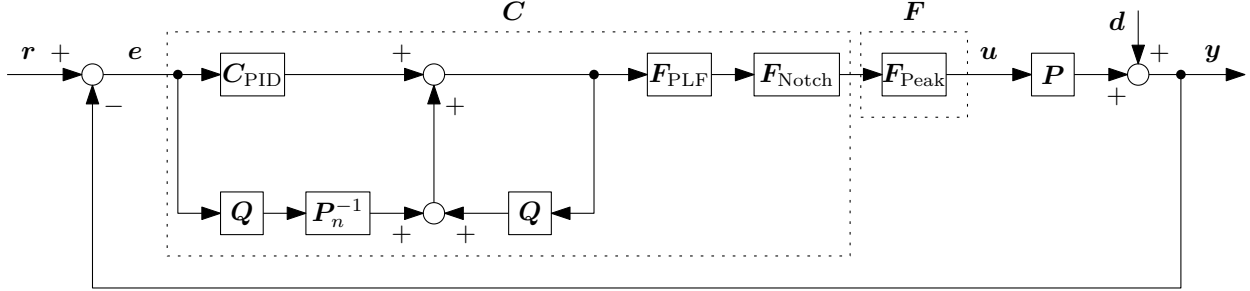 C
F
r + e
C_PID
+
F_PLF
F_Notch
F_Peak
u
P
d
+
+
y
−
+
Q
P_n^{-1}
+
+
Q